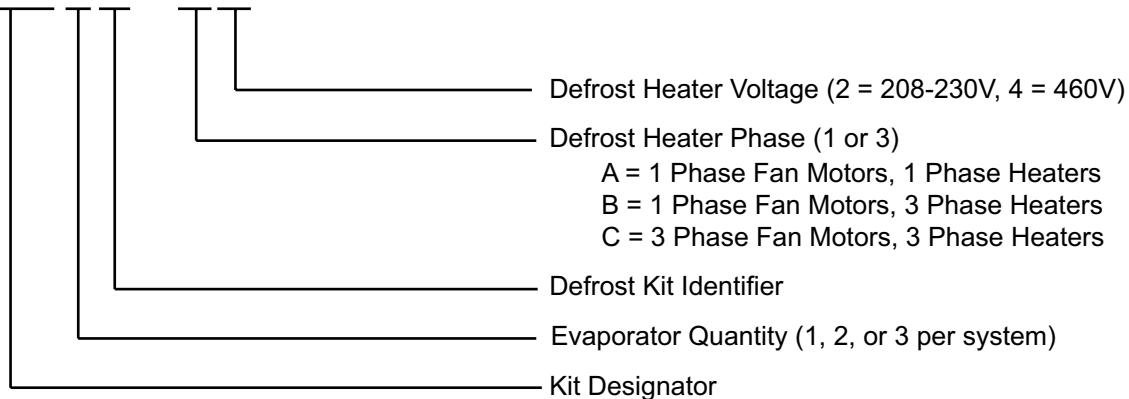 Defrost Heater Voltage (2 = 208-230V, 4 = 460V)
Defrost Heater Phase (1 or 3)
A = 1 Phase Fan Motors, 1 Phase Heaters
B = 1 Phase Fan Motors, 3 Phase Heaters
C = 3 Phase Fan Motors, 3 Phase Heaters
Defrost Kit Identifier
Evaporator Quantity (1, 2, or 3 per system)
Kit Designator